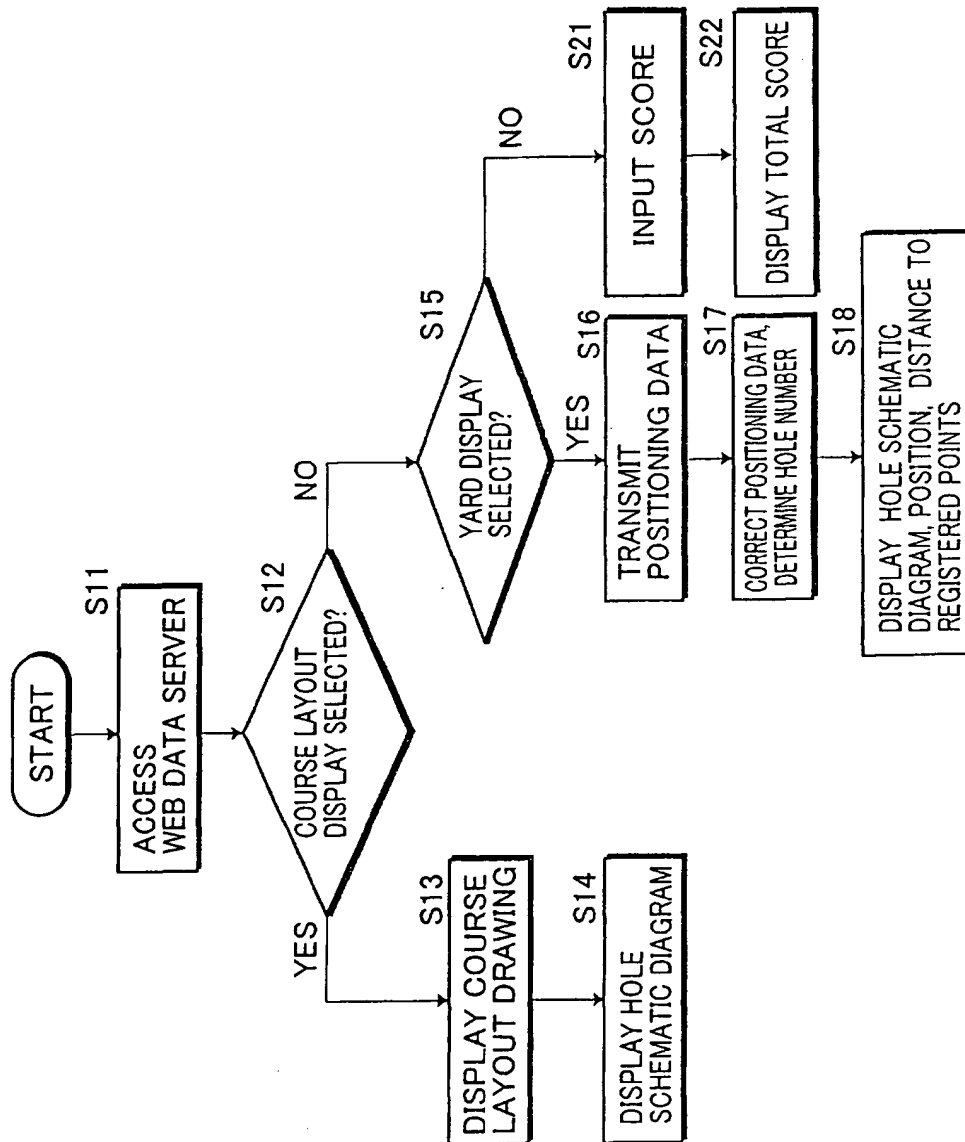 START
S11
ACCESS
WEB DATA SERVER
S12
COURSE LAYOUT
DISPLAY SELECTED?
YES
NO
S13
DISPLAY COURSE
LAYOUT DRAWING
S14
DISPLAY HOLE
SCHEMATIC DIAGRAM
S15
YARD DISPLAY
SELECTED?
YES
NO
S16
TRANSMIT
POSITIONING DATA
S17
CORRECT POSITIONING DATA,
DETERMINE HOLE NUMBER
S18
DISPLAY HOLE SCHEMATIC
DIAGRAM, POSITION, DISTANCE TO
REGISTERED POINTS
S21
INPUT SCORE
S22
DISPLAY TOTAL SCORE